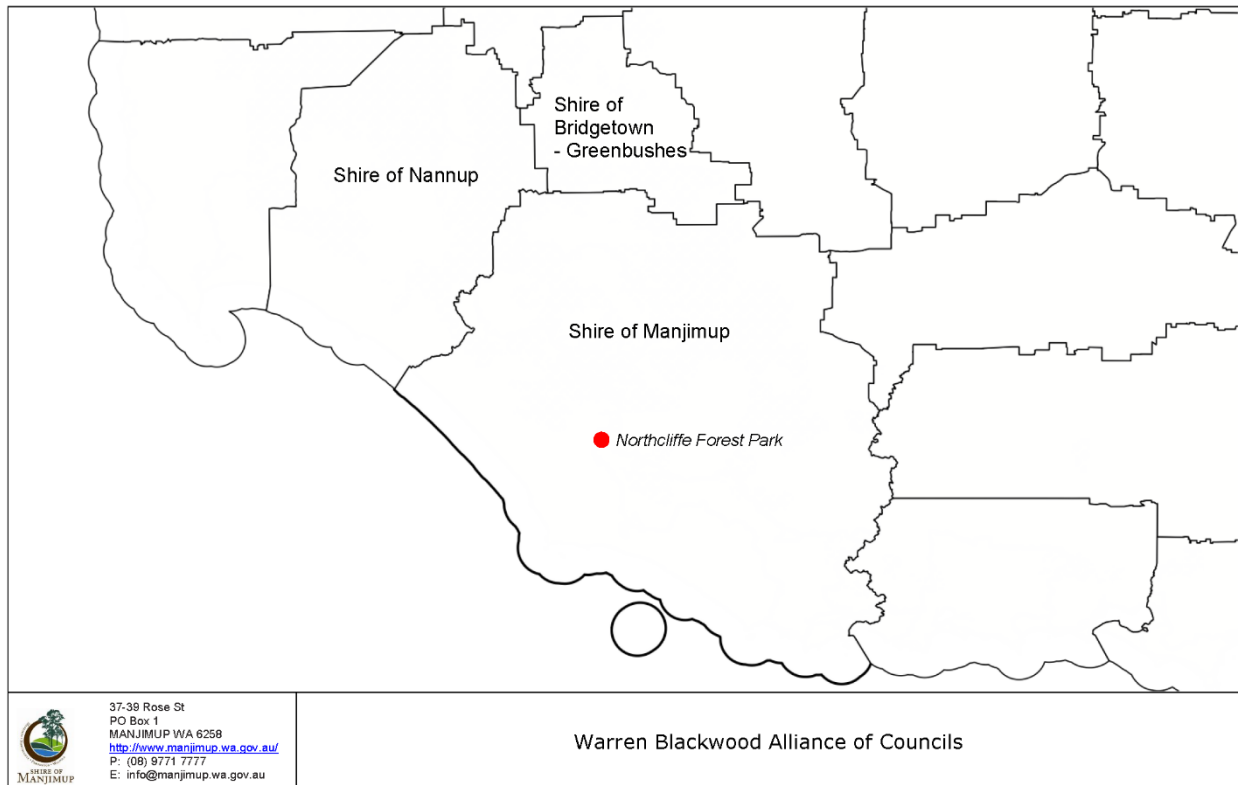 Shire of
Bridgetown
- Greenbushes
Shire of Nannup
Shire of Manjimup
Northcliffe Forest Park
SHIRE OF
MANJIMUP
37-39 Rose St
PO Box 1
MANJIMUP WA 6258
http://www.manjimup.wa.gov.au/
P: (08) 9771 7777
E: info@manjimup.wa.gov.au
Warren Blackwood Alliance of Councils